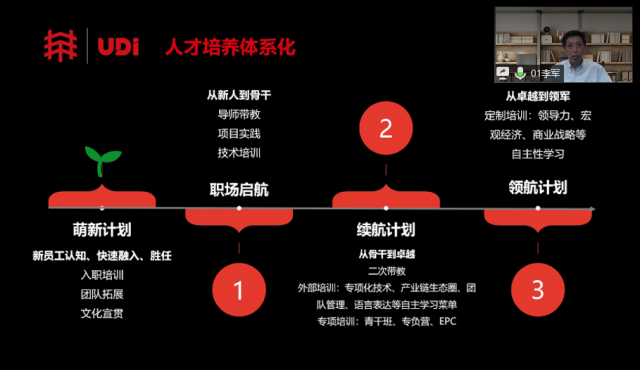 UDi
人才培养体系化
01李军
从新人到骨干
导师带教
项目实践
技术培训
2
从卓越到领军
定制培训：领导力、宏
观经济、商业战略等
自主性学习
职场启航
领航计划
萌新计划
新员工认知、快速融入、胜任
入职培训
团队拓展
文化宣贯
1
续航计划
从骨干到卓越
二次带教
外部培训：专项化技术、产业链生态圈、团
队管理、语言表达等自主学习菜单
专项培训：青干班、专负营、EPC
3